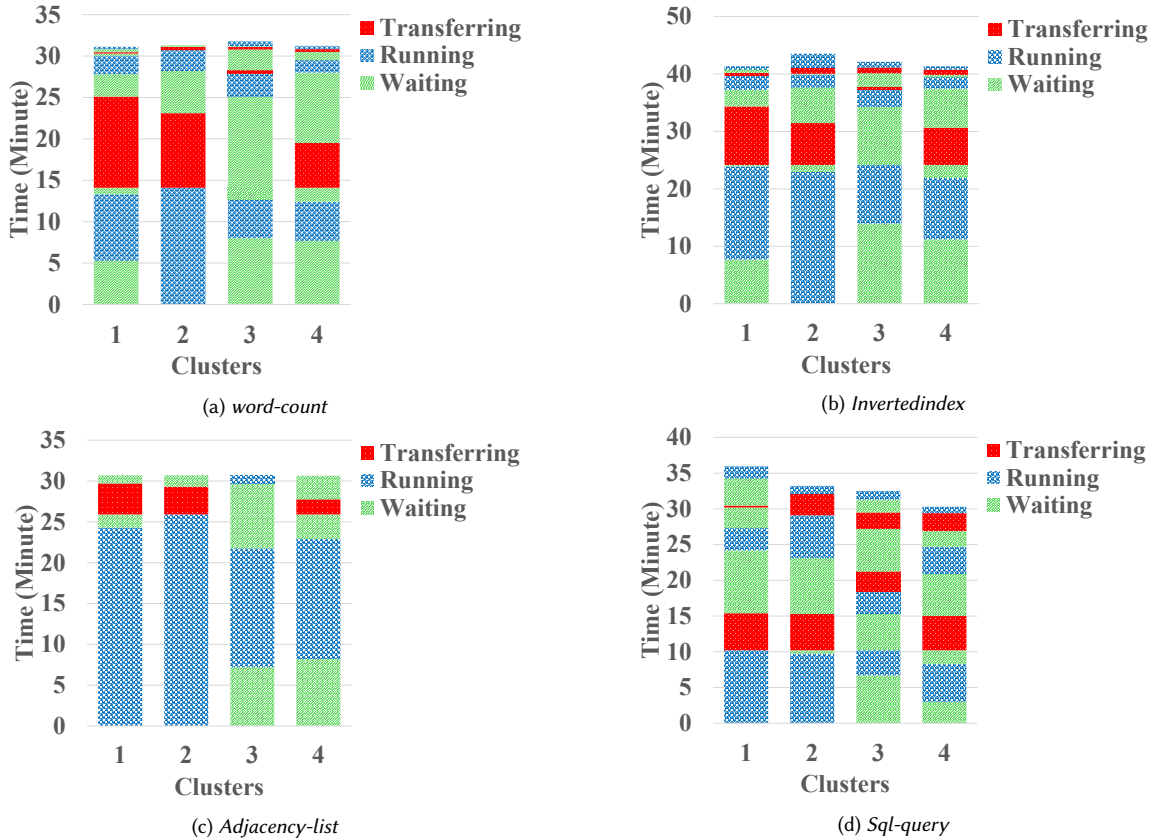 35
30
25
20
15
10
5
0
Time (Minute)
1 2 3 4
Clusters
Transferring
Running
Waiting
(a) word-count
50
40
30
20
10
0
Time (Minute)
1 2 3 4
Clusters
Transferring
Running
Waiting
(b) Invertedindex
35
30
25
20
15
10
5
0
Time (Minute)
1 2 3 4
Clusters
Transferring
Running
Waiting
(c) Adjacency-list
40
35
30
25
20
15
10
5
0
Time (Minute)
1 2 3 4
Clusters
Transferring
Running
Waiting
(d) Sql-query